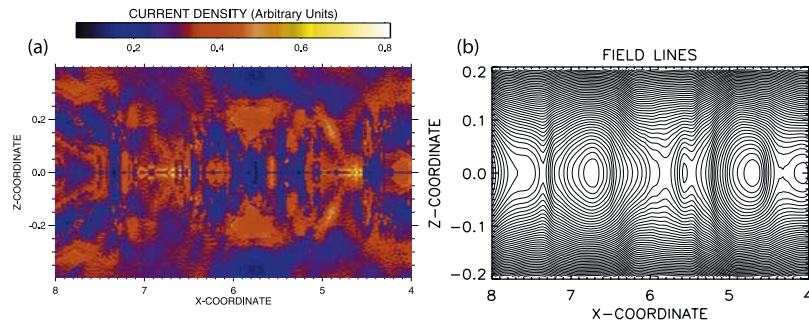 CURRENT DENSITY (Arbitrary Units)
0.2 0.4 0.6 0.8
(a)
Z-COORDINATE
0.2
0.0
-0.2
8 7 6 5 4
X-COORDINATE
(b)
FIELD LINES
Z-COORDINATE
0.2
0.1
0.0
-0.1
-0.2
8 7 6 5 4
X-COORDINATE